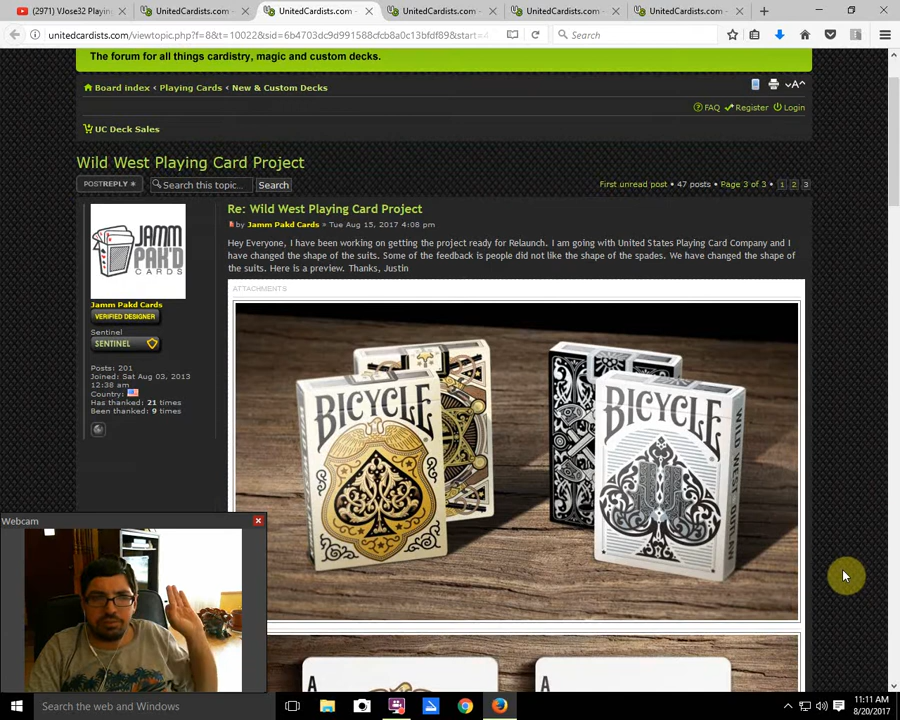 (2971) VJose32 Playin
UnitedCardists.com -
UnitedCardists.com -
UnitedCardists.com -
UnitedCardists.com -
UnitedCardists.com -
unitedcardists.com/viewtopic.php?f=8&t=10022&sid=6b4703dc9d991588cfcb8a0c13bfdf89&start=4
Search
The forum for all things cardistry, magic and custom decks.
Board index ‹ Playing Cards ‹ New & Custom Decks
FAQ Register Login
UC Deck Sales
Wild West Playing Card Project
POSTREPLY Search this topic... Search
First unread post • 47 posts • Page 3 of 3 • 1 2 3
JAMM PAK'D CARDS
Jamm Pakd Cards
VERIFIED DESIGNER
Sentinel
SENTINEL
Posts: 201
Joined: Sat Aug 03, 2013
12:38 am
Country:
Has thanked: 21 times
Been thanked: 9 times
Re: Wild West Playing Card Project
by Jamm Pakd Cards » Tue Aug 15, 2017 4:08 pm
Hey Everyone, I have been working on getting the project ready for Relaunch. I am going with United States Playing Card Company and I
have changed the shape of the suits. Some of the feedback is people did not like the shape of the spades. We have changed the shape of
the suits. Here is a preview. Thanks, Justin
ATTACHMENTS
BICYCLE
BICYCLE
WILD WEST OUTLAW
A
A
Webcam
Search the web and Windows
11:11 AM
8/20/2017